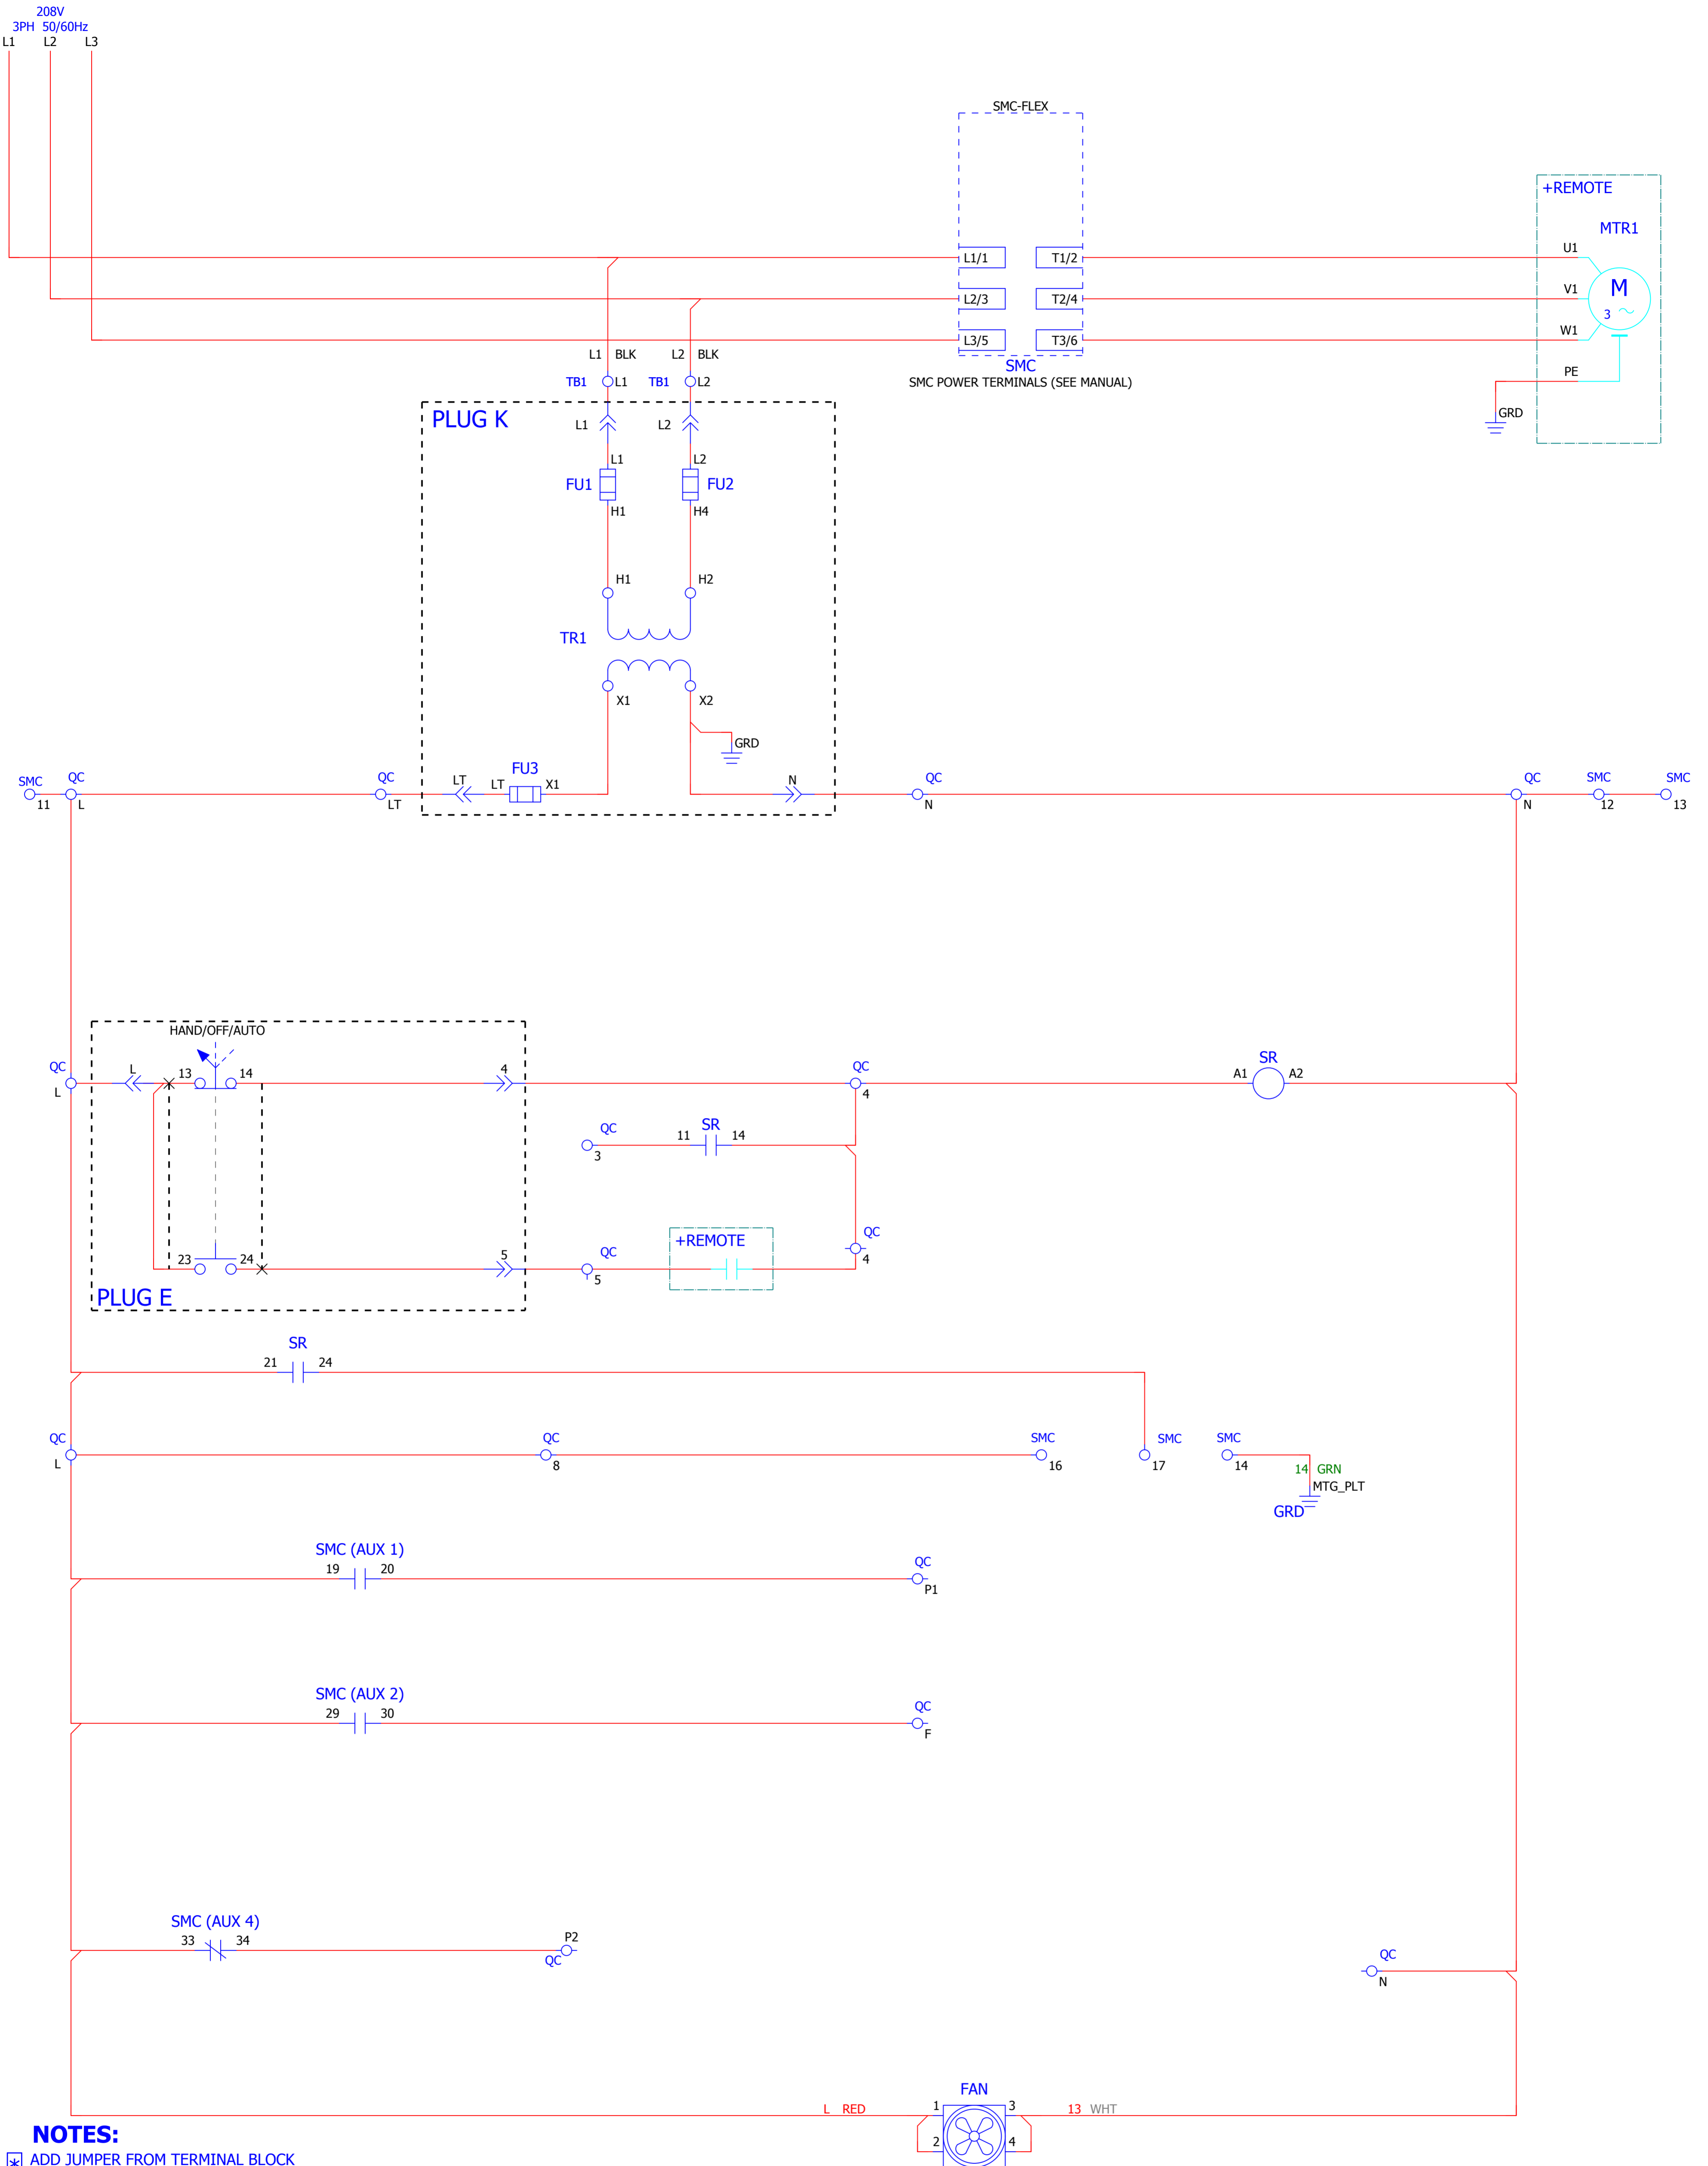 208V
3PH 50/60Hz
L1 L2 L3
SMC-FLEX
+REMOTE
MTR1
L1/1 T1/2 U1
L2/3 T2/4 V1
M
3
L3/5 T3/6 W1
SMC
SMC POWER TERMINALS (SEE MANUAL)
PE
GRD
L1 BLK L2 BLK
TB1 L1 TB1 L2
PLUG K
L1 L2
L1 L2
FU1 FU2
H1 H4
H1 H2
TR1
X1 X2
GRD
SMC QC QC LT LT FU3 X1 N QC QC SMC SMC
11 L LT N N 12 13
HAND/OFF/AUTO
QC L 13 14 4 QC SR
L 4 A1 A2
QC 11 SR 14
3
23 24 5 QC +REMOTE QC
5 4
PLUG E
SR
21 24
QC QC SMC SMC SMC
L 8 16 17 14
14 GRN
MTG_PLT
GRD
SMC (AUX 1)
19 20 QC
P1
SMC (AUX 2)
29 30 QC
F
SMC (AUX 4)
33 34 P2
QC
QC
N
FAN
L RED 1 3 13 WHT
2 4
NOTES:
* ADD JUMPER FROM TERMINAL BLOCK